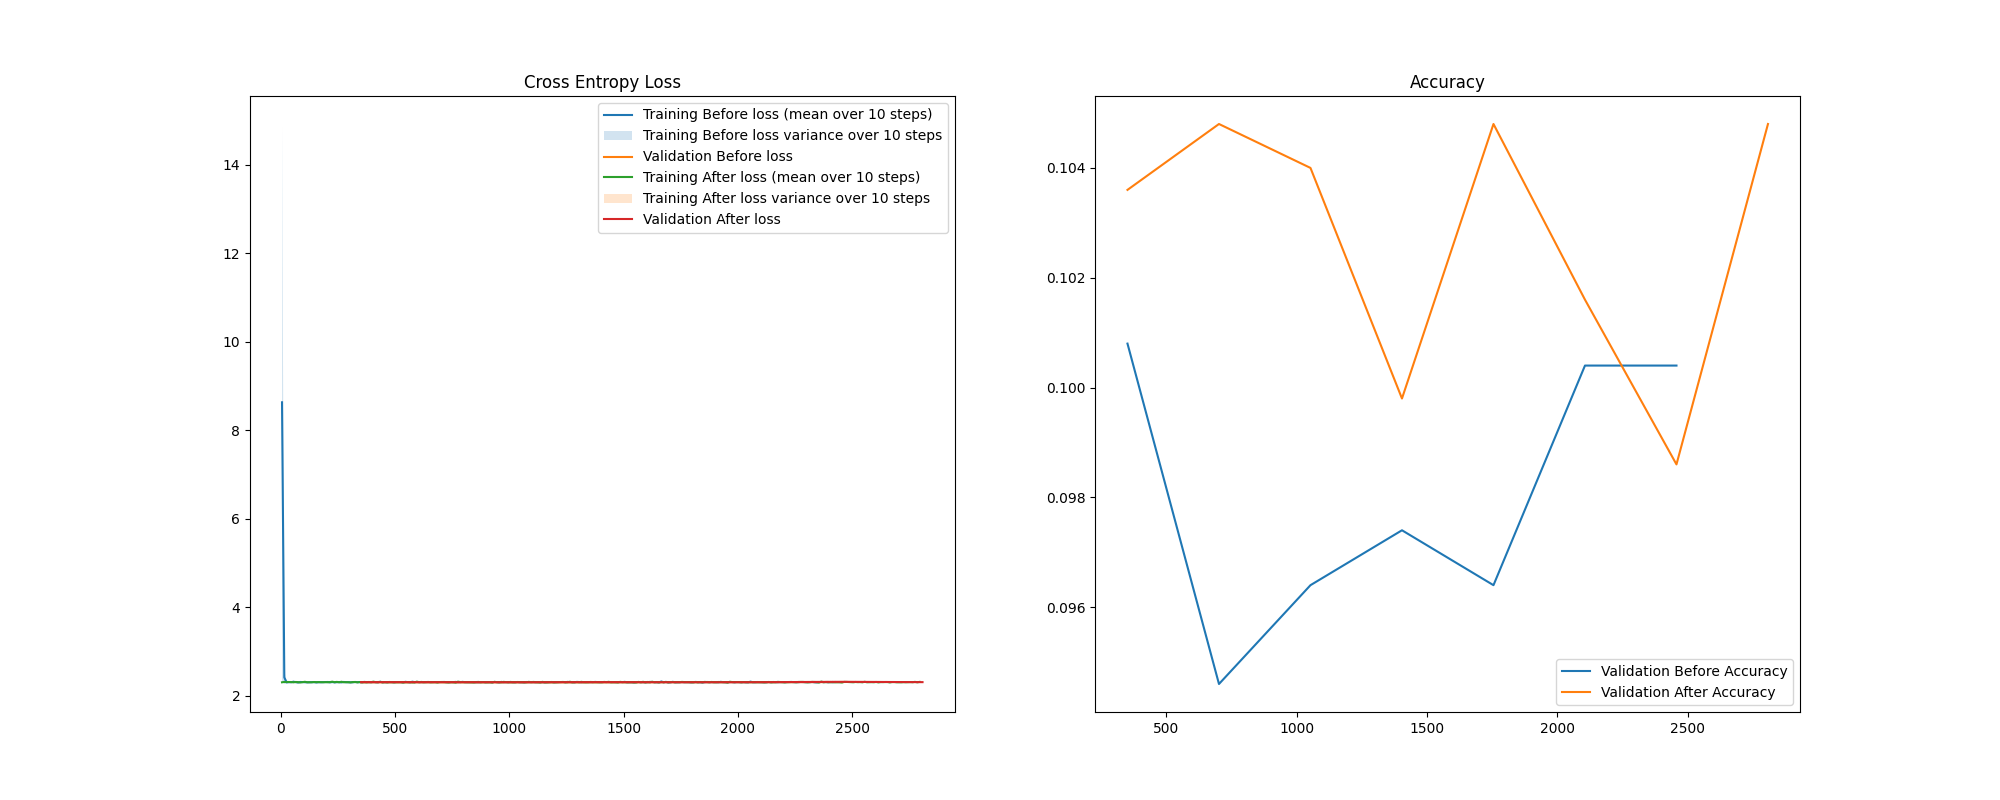 Cross Entropy Loss
Training Before loss (mean over 10 steps)
Training Before loss variance over 10 steps
Validation Before loss
Training After loss (mean over 10 steps)
Training After loss variance over 10 steps
Validation After loss
14
12
10
8
6
4
2
0
500
1000
1500
2000
2500
Accuracy
0.104
0.102
0.100
0.098
0.096
Validation Before Accuracy
Validation After Accuracy
500
1000
1500
2000
2500